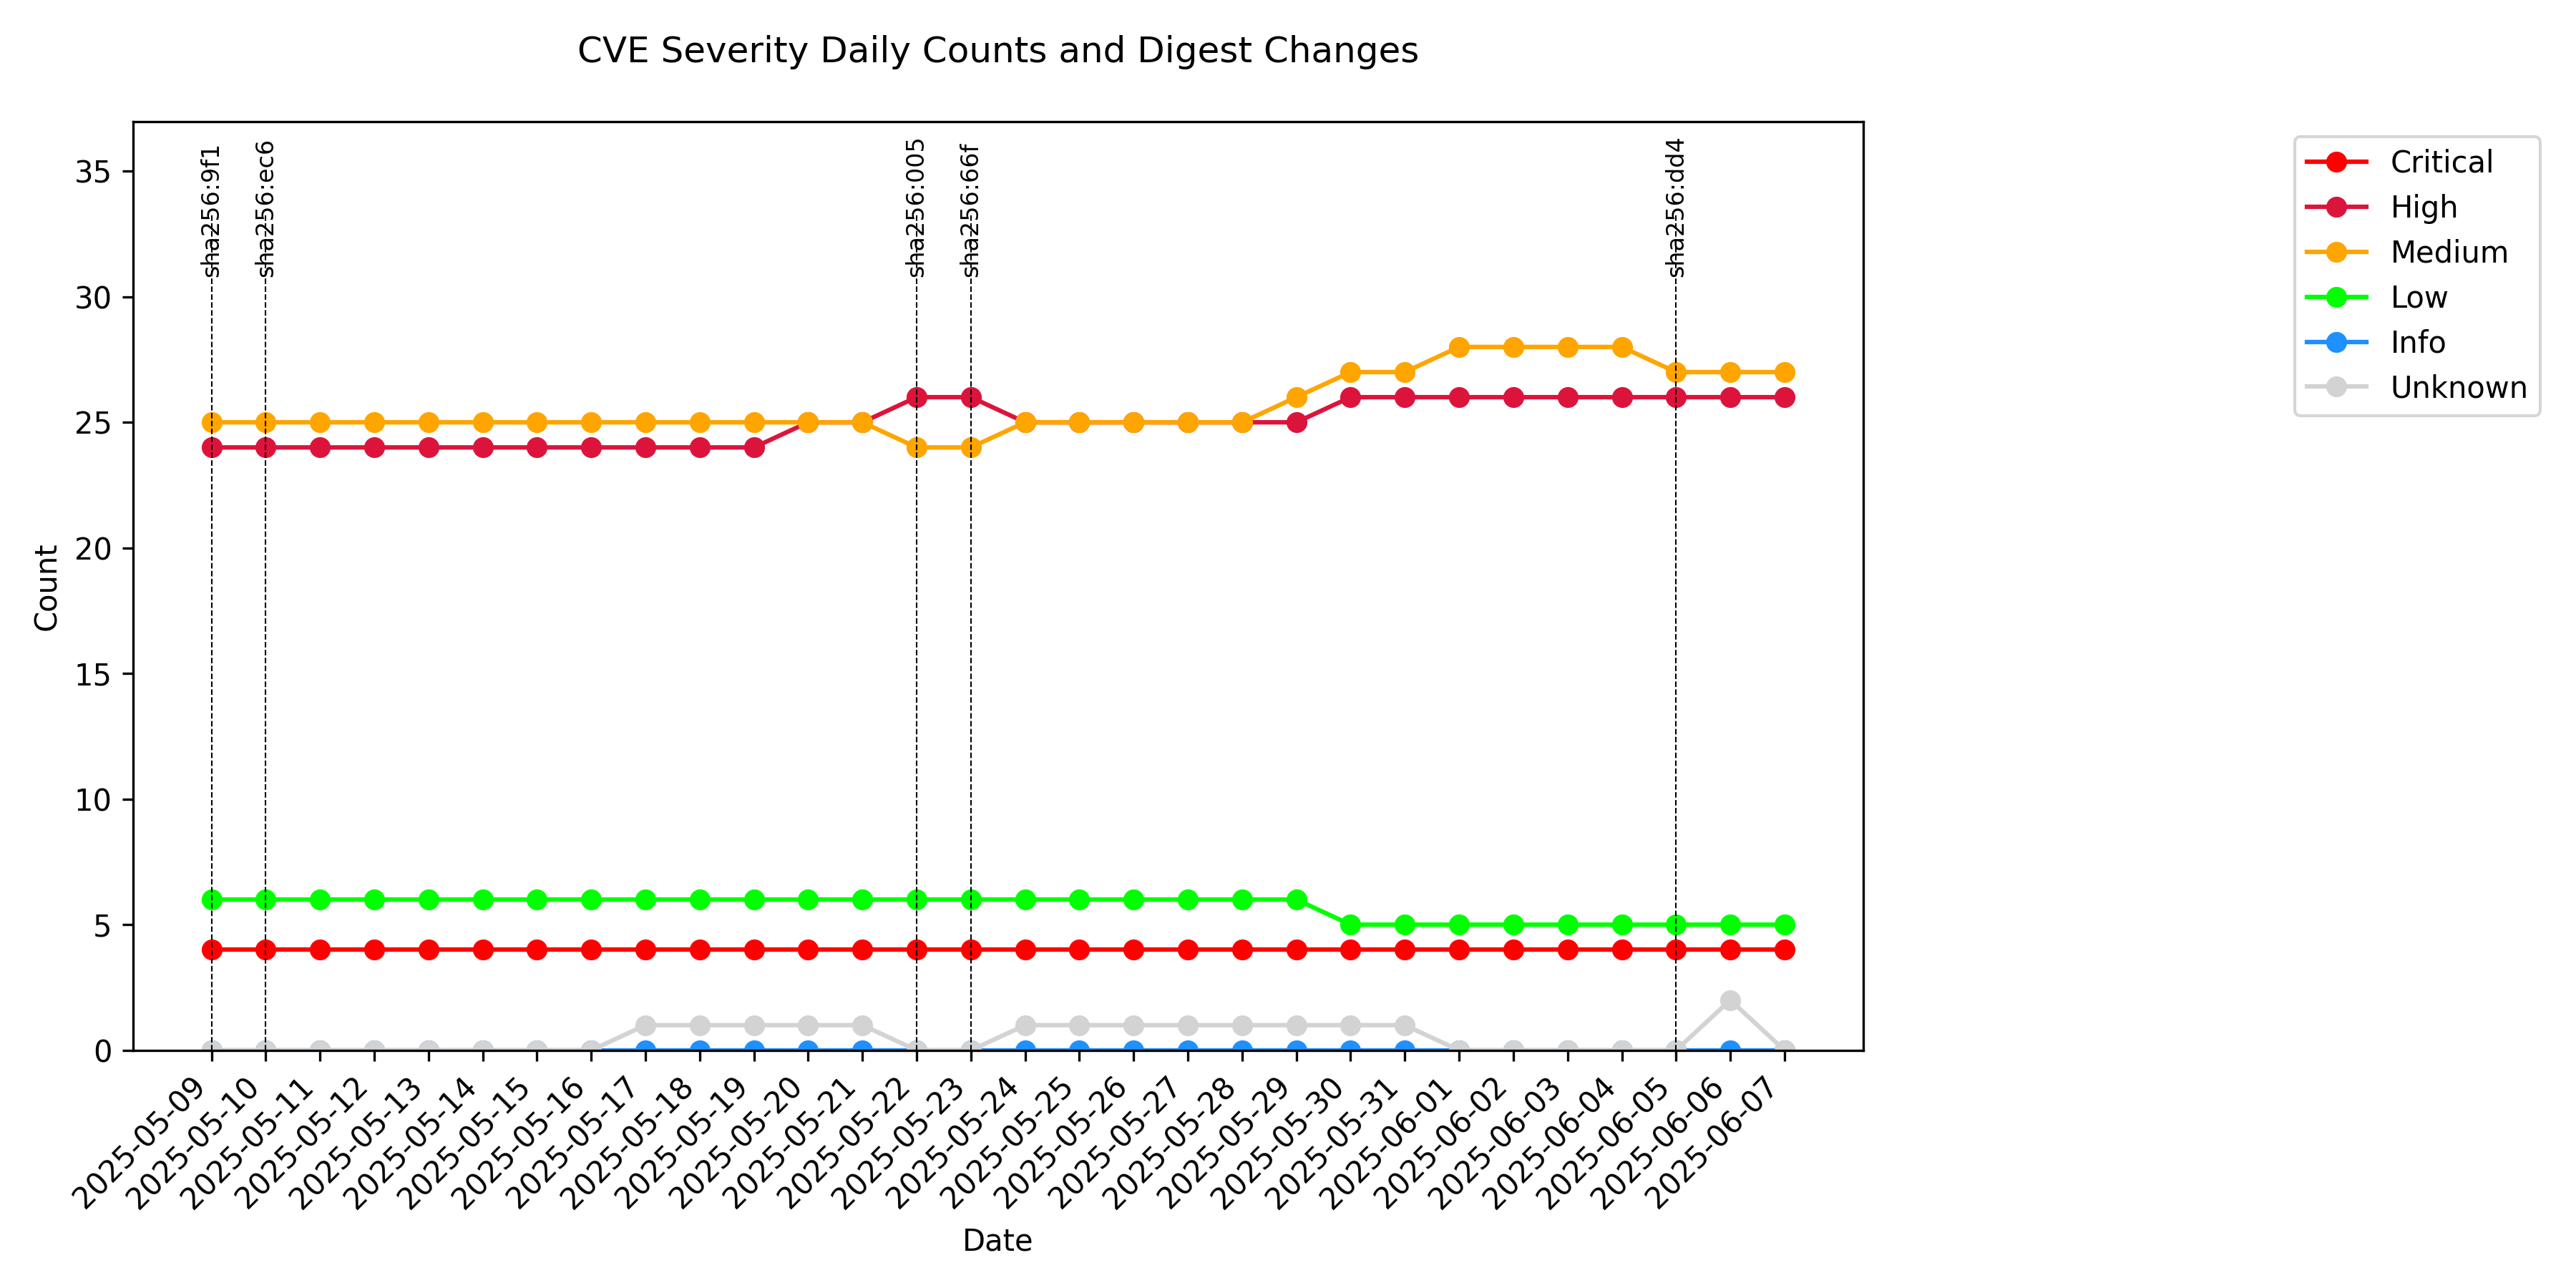 CVE Severity Daily Counts and Digest Changes
sha256:9f1
sha256:ec6
sha256:005
sha256:66f
sha256:dd4
Critical
High
Medium
Low
Info
Unknown
35
30
25
20
15
10
5
0
Count
2025-05-09
2025-05-10
2025-05-11
2025-05-12
2025-05-13
2025-05-14
2025-05-15
2025-05-16
2025-05-17
2025-05-18
2025-05-19
2025-05-20
2025-05-21
2025-05-22
2025-05-23
2025-05-24
2025-05-25
2025-05-26
2025-05-27
2025-05-28
2025-05-29
2025-05-30
2025-05-31
2025-06-01
2025-06-02
2025-06-03
2025-06-04
2025-06-05
2025-06-06
2025-06-07
Date